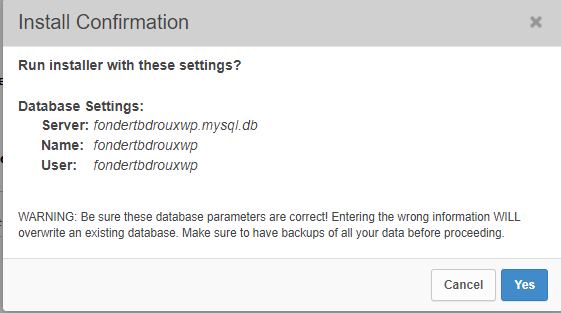 Install Confirmation
Run installer with these settings?
Database Settings:
Server: fondertbdrouxwp.mysql.db
Name: fondertbdrouxwp
User: fondertbdrouxwp
WARNING: Be sure these database parameters are correct! Entering the wrong information WILL
overwrite an existing database. Make sure to have backups of all your data before proceeding.
Cancel Yes